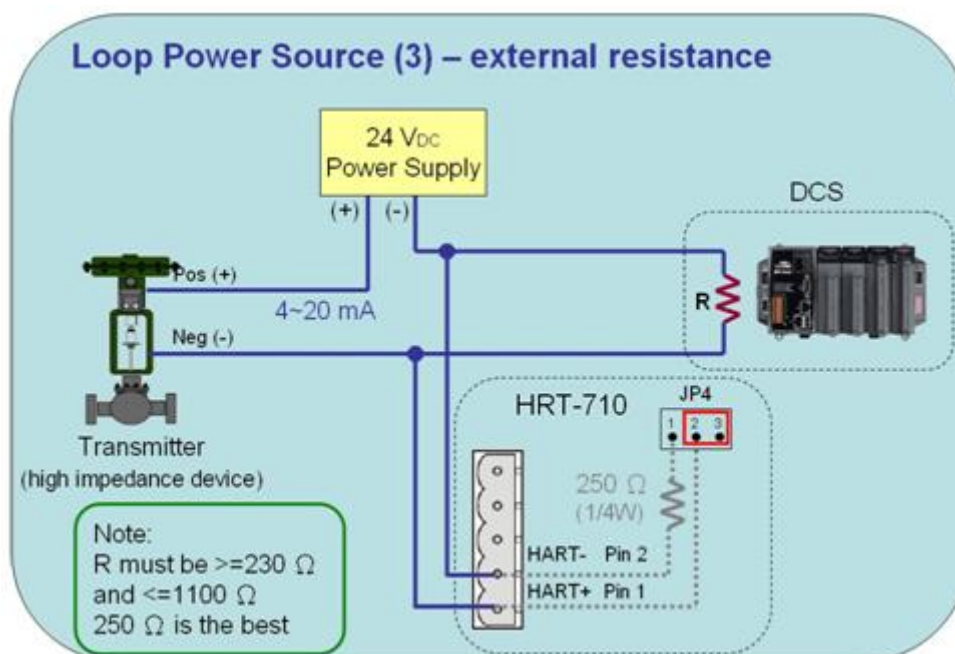 Loop Power Source (3) – external resistance
24 VDC
Power Supply
(+) (-)
DCS
Pos (+)
4~20 mA
R
Neg (-)
HRT-710
JP4
1 2 3
Transmitter
(high impedance device)
250 Ω
(1/4W)
HART- Pin 2
HART+ Pin 1
Note:
R must be >=230 Ω
and <=1100 Ω
250 Ω is the best